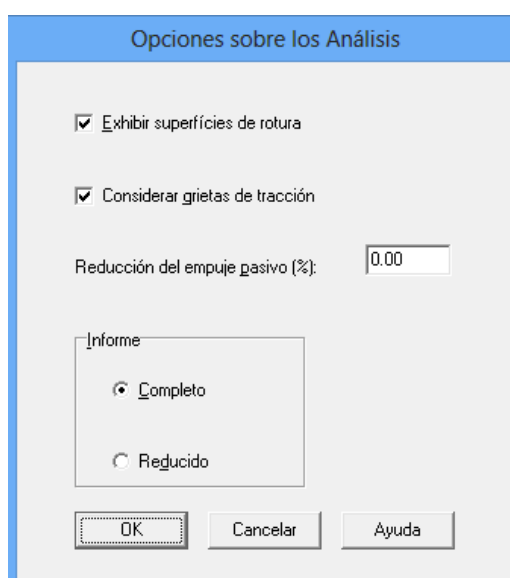 Opciones sobre los Análisis
Exhibir superfícies de rotura
Considerar grietas de tracción
Reducción del empuje pasivo (%):
0.00
Informe
Completo
Reducido
OK
Cancelar
Ayuda